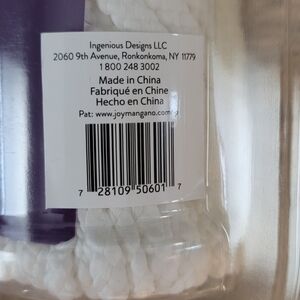 Ingenious Designs LLC
2060 9th Avenue, Ronkonkoma, NY 11779
1 800 248 3002
Made in China
Fabriqué en Chine
Hecho en China
Pat: www.joymangano.com/ip
7 28109 50601 7